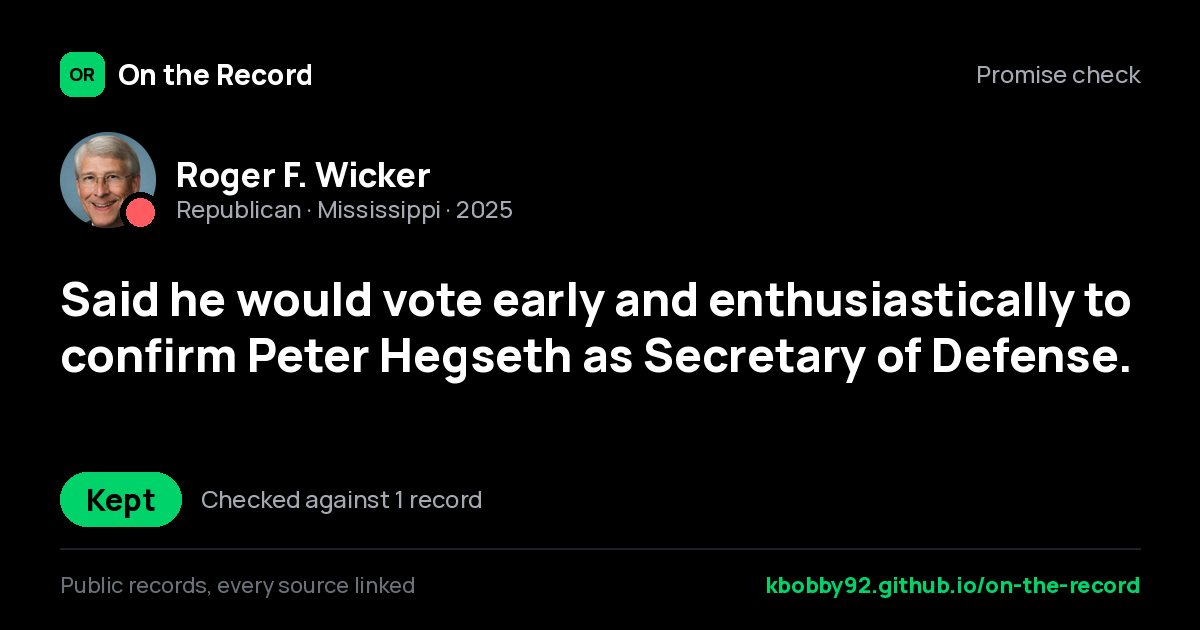 OR On the Record
Promise check
Roger F. Wicker
Republican · Mississippi · 2025
Said he would vote early and enthusiastically to
confirm Peter Hegseth as Secretary of Defense.
Kept
Checked against 1 record
Public records, every source linked
kbobby92.github.io/on-the-record